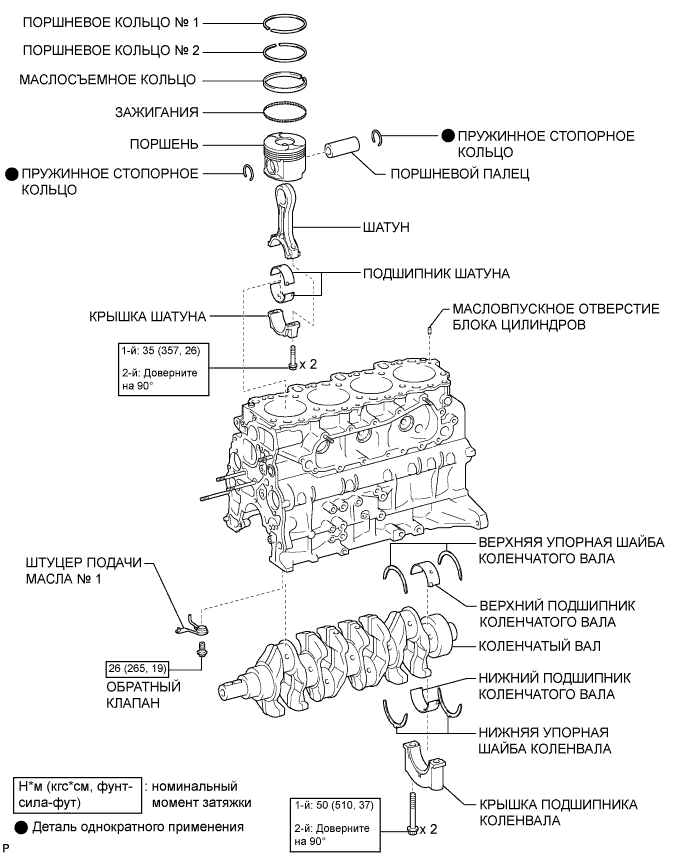 ПОРШНЕВОЕ КОЛЬЦО № 1
ПОРШНЕВОЕ КОЛЬЦО № 2
МАСЛОСЪЕМНОЕ КОЛЬЦО
ЗАЖИГАНИЯ
ПОРШЕНЬ
ПРУЖИННОЕ СТОПОРНОЕ
КОЛЬЦО
ПОРШНЕВОЙ ПАЛЕЦ
ПРУЖИННОЕ СТОПОРНОЕ
КОЛЬЦО
ШАТУН
ПОДШИПНИК ШАТУНА
КРЫШКА ШАТУНА
МАСЛОВПУСКНОЕ ОТВЕРСТИЕ
БЛОКА ЦИЛИНДРОВ
1-й: 35 (357, 26)
2-й: Доверните
на 90°
x 2
ВЕРХНЯЯ УПОРНАЯ ШАЙБА
КОЛЕНЧАТОГО ВАЛА
ШТУЦЕР ПОДАЧИ
МАСЛА № 1
ВЕРХНИЙ ПОДШИПНИК
КОЛЕНЧАТОГО ВАЛА
КОЛЕНЧАТЫЙ ВАЛ
26 (265, 19)
ОБРАТНЫЙ
КЛАПАН
НИЖНИЙ ПОДШИПНИК
КОЛЕНЧАТОГО ВАЛА
НИЖНЯЯ УПОРНАЯ
ШАЙБА КОЛЕНВАЛА
Н*м (кгс*см, фунт-
сила-фут)
: номинальный
момент затяжки
КРЫШКА ПОДШИПНИКА
КОЛЕНВАЛА
1-й: 50 (510, 37)
2-й: Доверните
на 90°
x 2
Деталь однократного применения
P